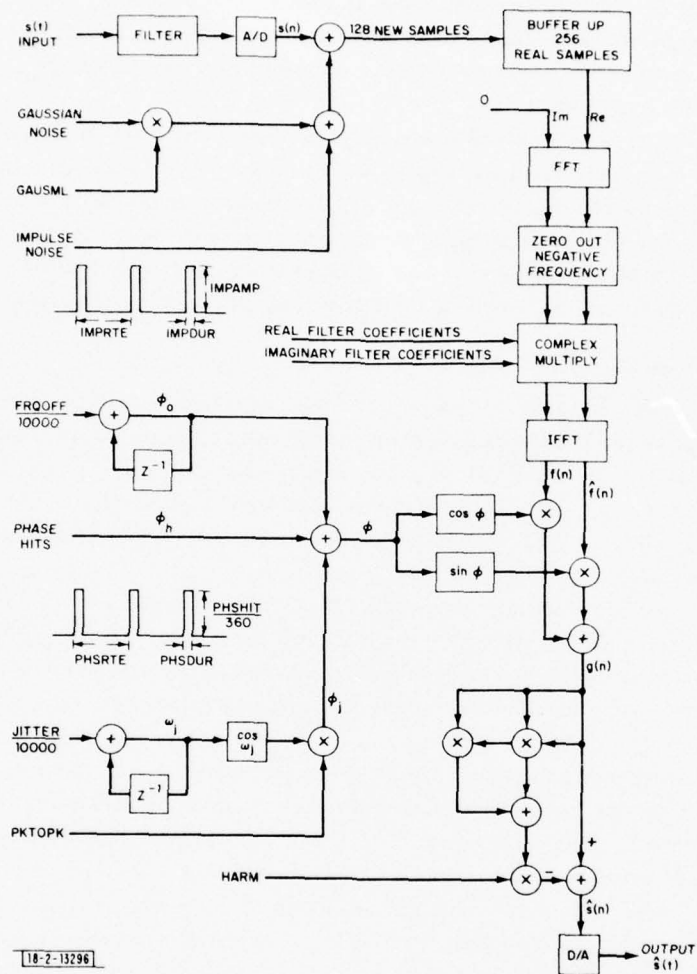 s(t)
INPUT
FILTER
A/D
s(n)
+
128 NEW SAMPLES
BUFFER UP
256
REAL SAMPLES
GAUSSIAN
NOISE
×
+
O
Im
Re
FFT
GAUSML
IMPULSE
NOISE
ZERO OUT
NEGATIVE
FREQUENCY
IMPAMP
IMPRTE
IMPDUR
REAL FILTER COEFFICIENTS
IMAGINARY FILTER COEFFICIENTS
COMPLEX
MULTIPLY
FRQOFF
10000
+
ϕo
Z⁻¹
IFFT
f(n)
f̂(n)
PHASE
HITS
ϕh
+
ϕ
cos ϕ
×
sin ϕ
×
PHSHIT
360
PHSRTE
PHSDUR
+
g(n)
ϕj
JITTER
10000
+
ωj
cos
ωj
×
Z⁻¹
×
×
PKTOPK
+
HARM
×
−
+
+
ŝ(n)
18-2-13296
D/A
OUTPUT
ŝ(t)